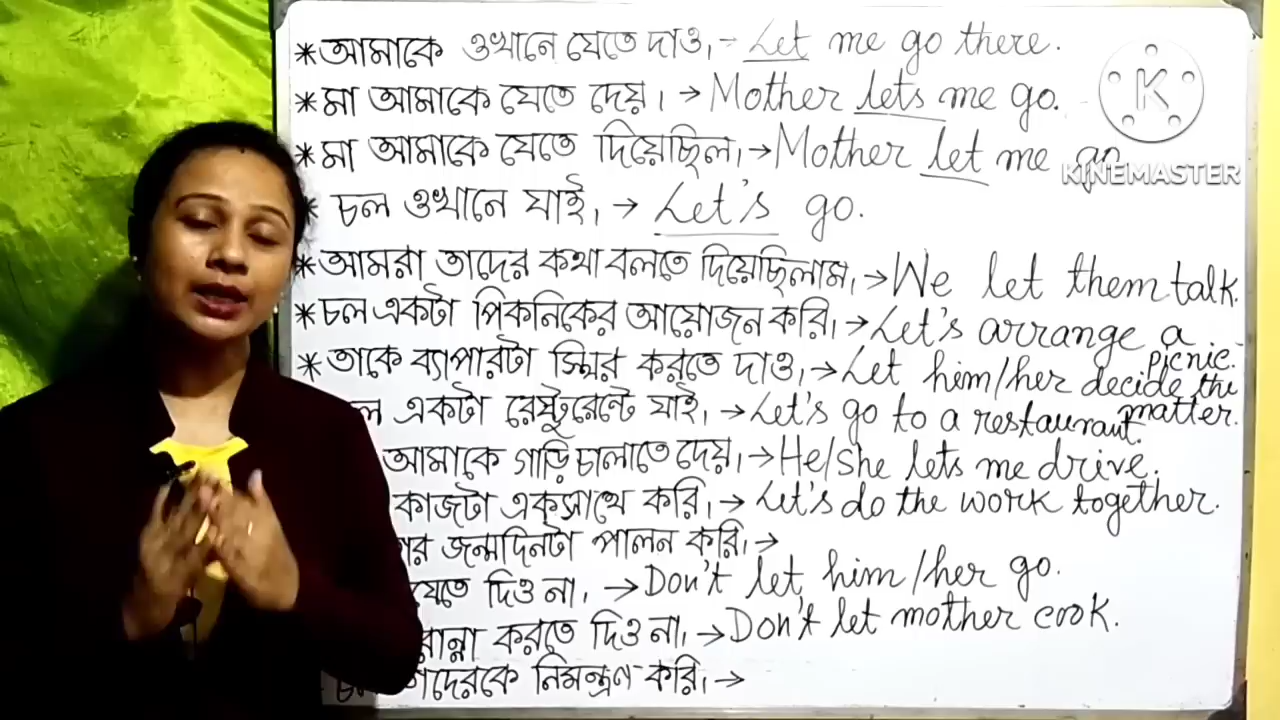 * আমাকে ওখানে যেতে দাও। → Let me go there.
* মা আমাকে যেতে দেয়। → Mother lets me go.
* মা আমাকে যেতে দিয়েছিল। → Mother let me go
* চল ওখানে যাই। → Let's go.
* আমরা তাদের কথা বলতে দিয়েছিলাম। → We let them talk.
* চল একটা পিকনিকের আয়োজন করি। → Let's arrange a picnic.
* তাকে ব্যাপারটা স্থির করতে দাও। → Let him/her decide the matter.
একটা রেষ্টুরেন্টে যাই। → Let's go to a restaurant.
আমাকে গাড়ি চালাতে দেয়। → He/She lets me drive.
কাজটা একসাথে করি। → Let's do the work together.
জন্মদিনটা পালন করি। →
যেতে দিও না। → Don't let him/her go.
রান্না করতে দিও না। → Don't let mother cook.
নিমন্ত্রণ করি। →
K
KINEMASTER